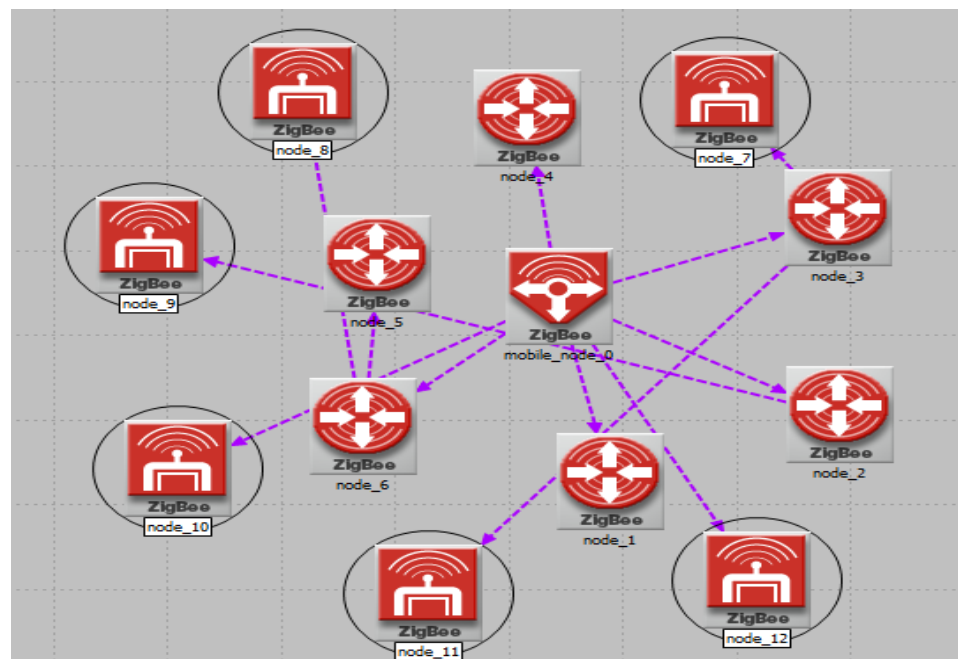 ZigBee
node_8
ZigBee
node_4
ZigBee
node_7
ZigBee
node_3
ZigBee
node_9
ZigBee
node_5
ZigBee
mobile_node_0
ZigBee
node_2
ZigBee
node_6
ZigBee
node_10
ZigBee
node_1
ZigBee
node_11
ZigBee
node_12